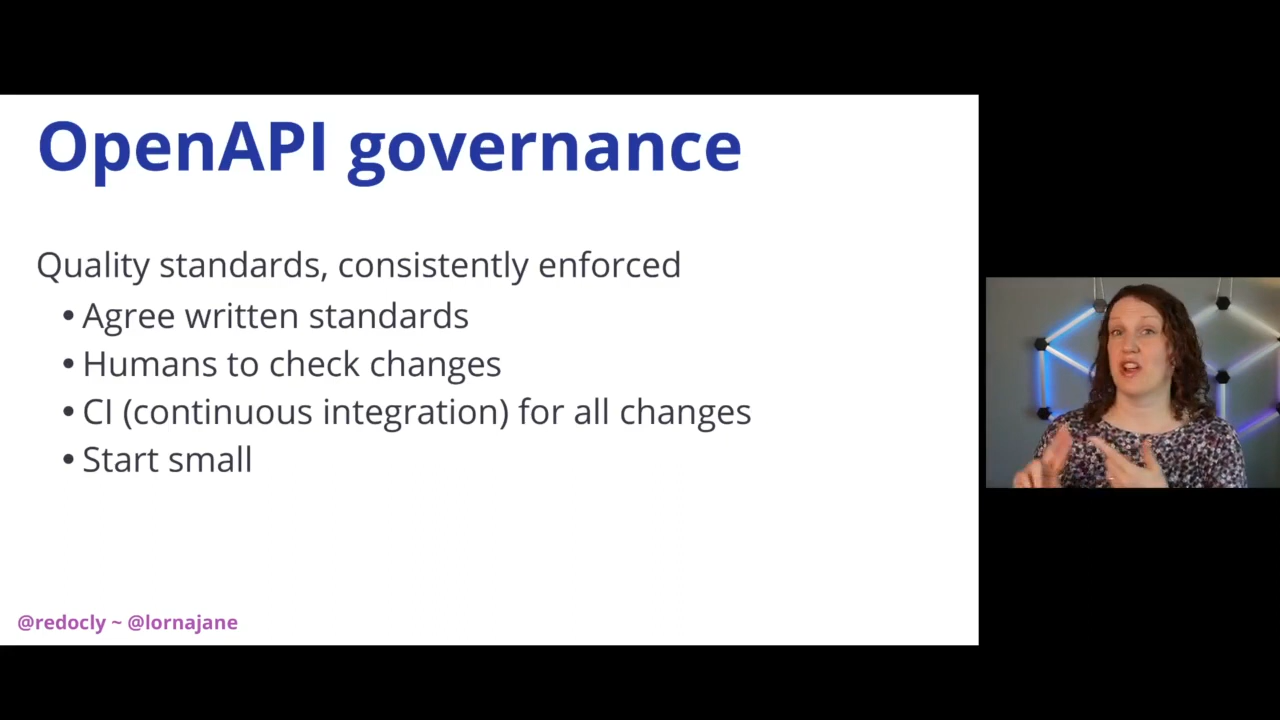 OpenAPI governance
Quality standards, consistently enforced
• Agree written standards
• Humans to check changes
• CI (continuous integration) for all changes
• Start small
@redocly ~ @lornajane